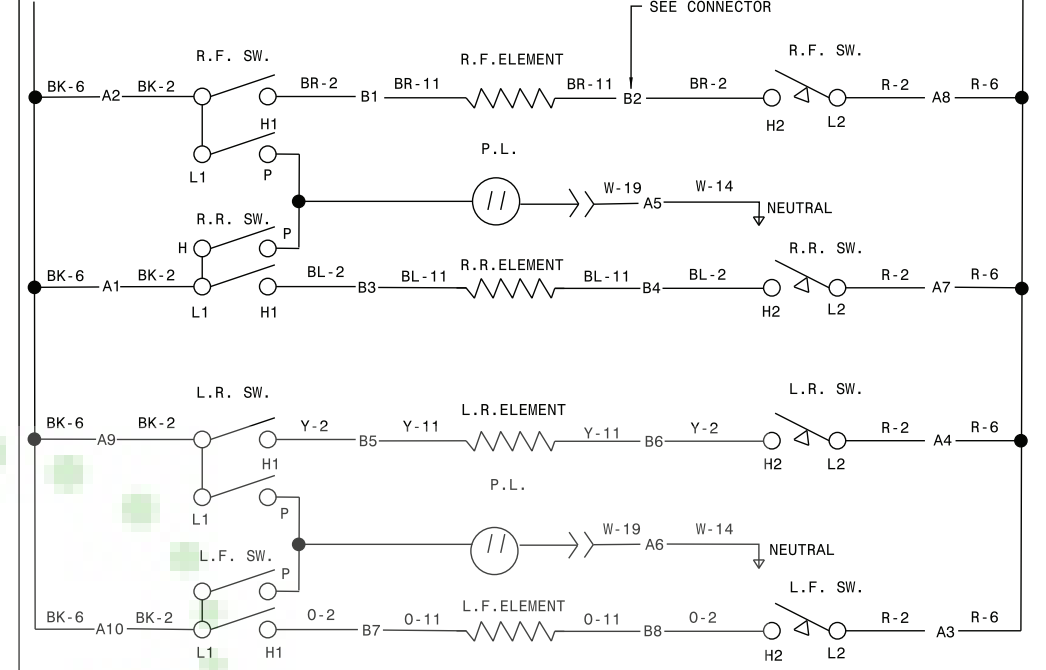 SEE CONNECTOR
R.F. SW.
R.F.ELEMENT
R.F. SW.
BK-6 A2 BK-2 BR-2 B1 BR-11 BR-11 B2 BR-2 R-2 A8 R-6
H1 H2 L2
L1 P P.L.
W-19 A5 W-14
NEUTRAL
R.R. SW.
P
H
R.R.ELEMENT
R.R. SW.
BK-6 A1 BK-2 BL-2 B3 BL-11 BL-11 B4 BL-2 R-2 A7 R-6
L1 H1 H2 L2
L.R. SW.
L.R.ELEMENT
L.R. SW.
BK-6 A9 BK-2 Y-2 B5 Y-11 Y-11 B6 Y-2 R-2 A4 R-6
H1 H2 L2
P.L.
L1 P
W-19 A6 W-14
NEUTRAL
L.F. SW.
P
L.F.ELEMENT
L.F. SW.
BK-6 A10 BK-2 O-2 B7 O-11 O-11 B8 O-2 R-2 A3 R-6
L1 H1 H2 L2